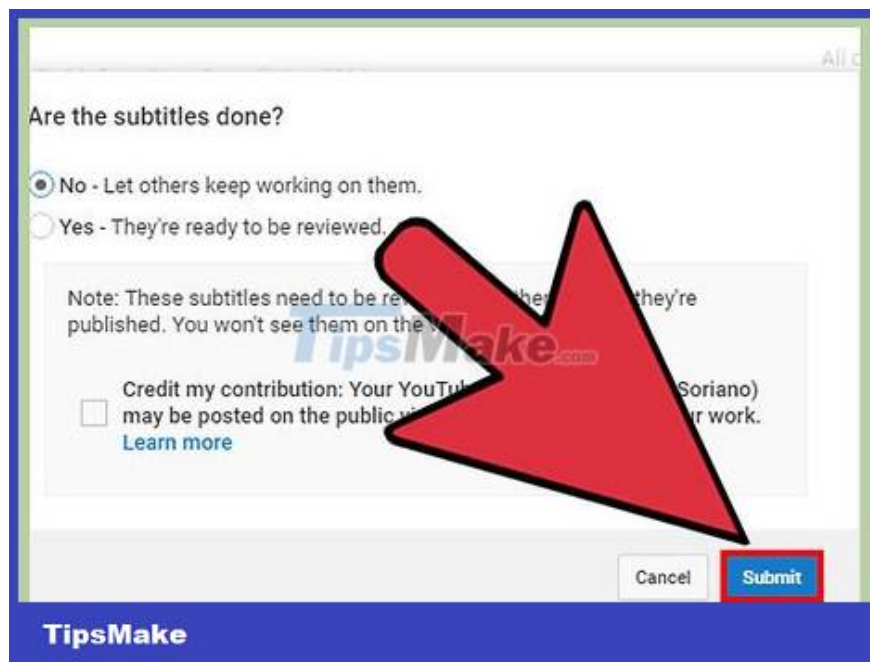 All c
Are the subtitles done?
No - Let others keep working on them.
Yes - They're ready to be reviewed.
Note: These subtitles need to be they're
published. You won't see them on the
TipsMake.com
Credit my contribution: Your Soriano)
may be posted on the public work.
Learn more
Cancel Submit
TipsMake